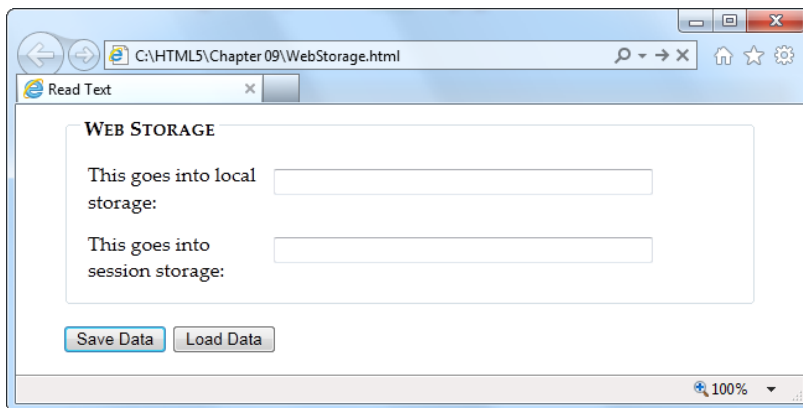 C:\HTML5\Chapter 09\WebStorage.html
Read Text
WEB STORAGE
This goes into local
storage:
This goes into
session storage:
Save Data Load Data
100%